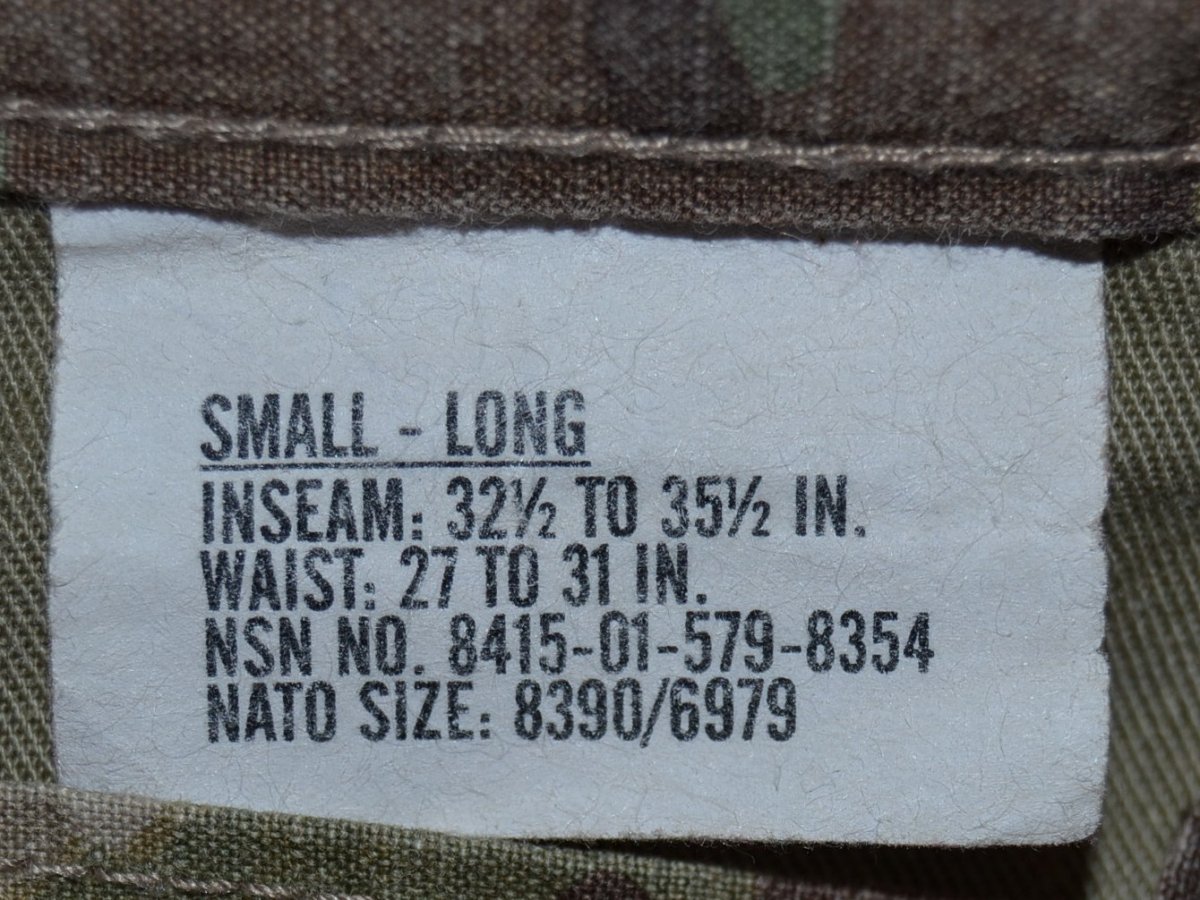 SMALL - LONG
INSEAM: 32½ TO 35½ IN.
WAIST: 27 TO 31 IN.
NSN NO. 8415-01-579-8354
NATO SIZE: 8390/6979